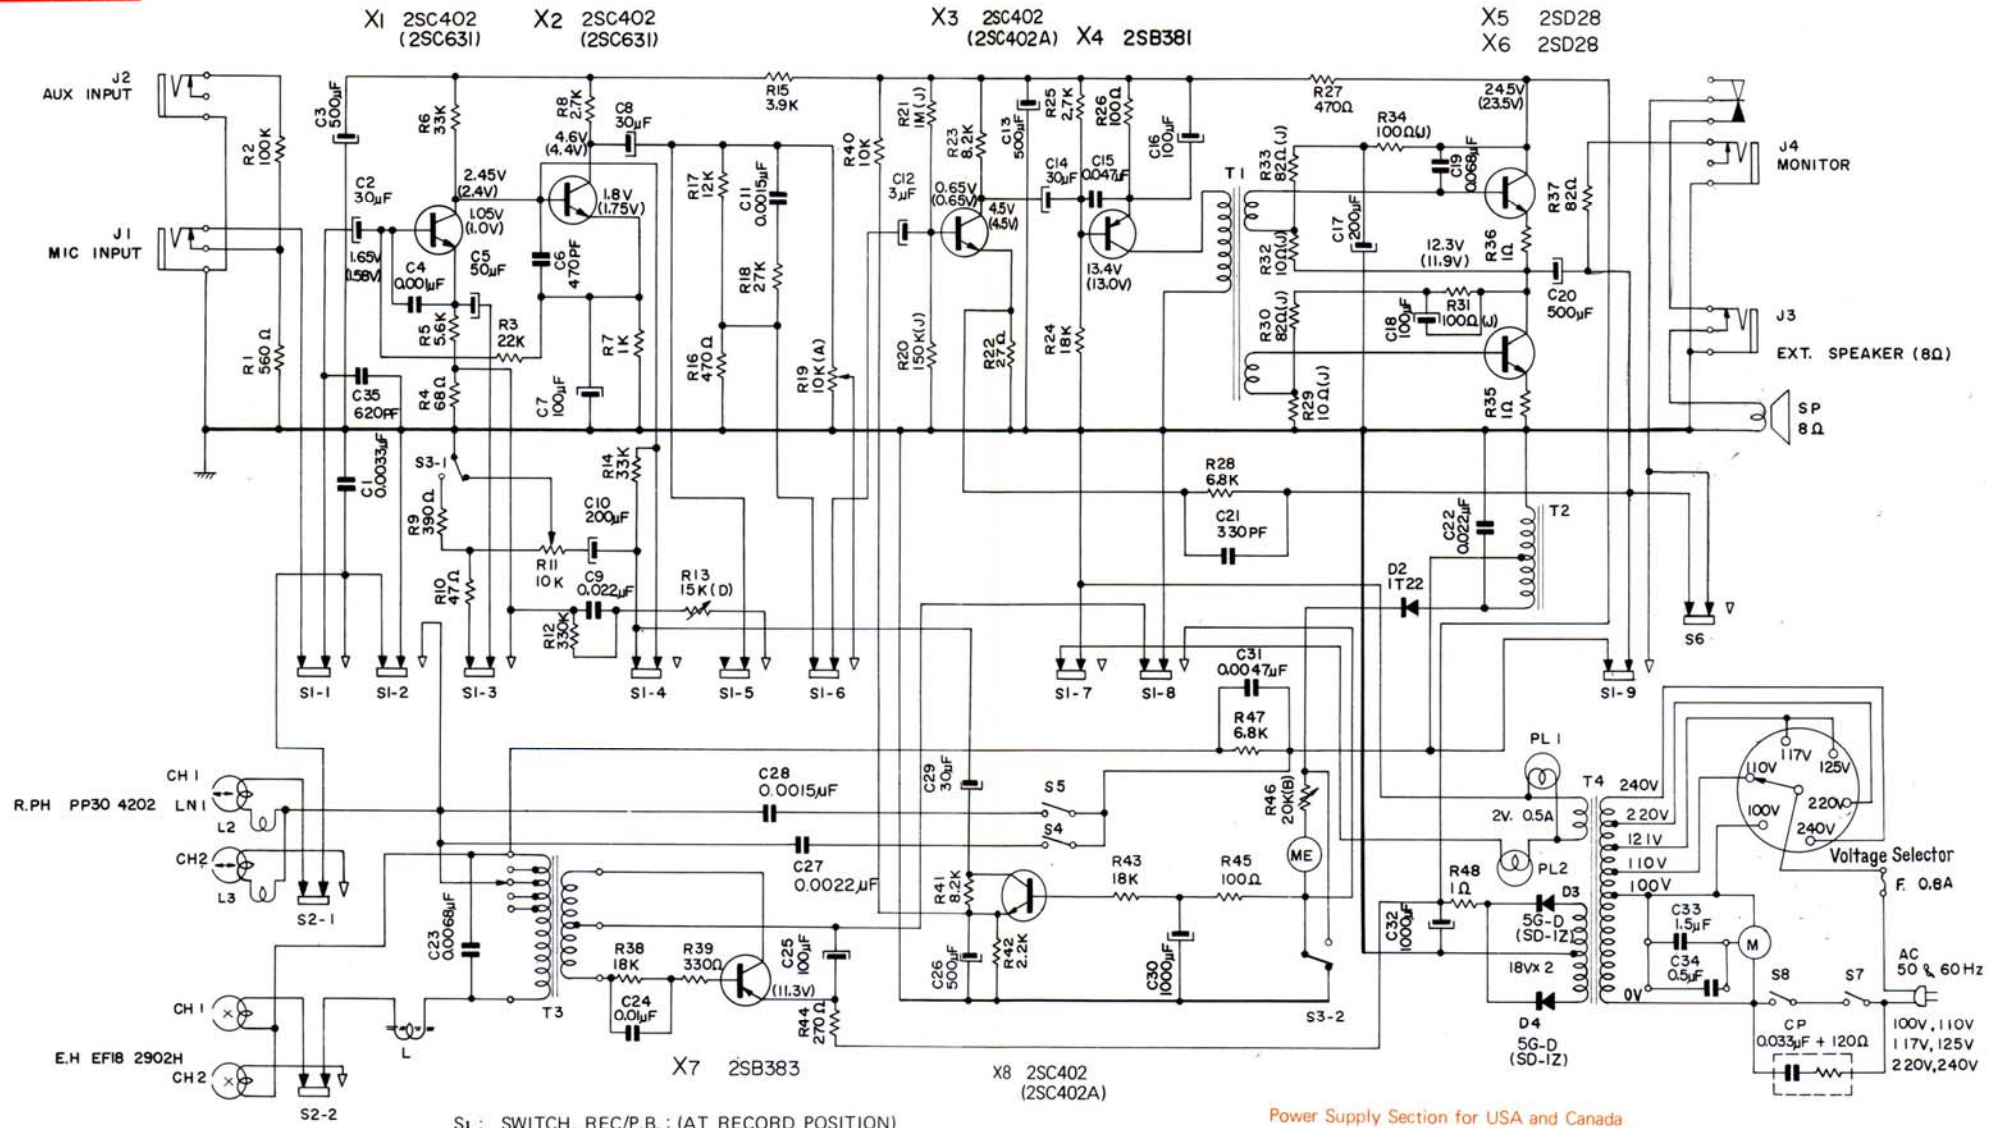 X1 2SC402
(2SC631)
X2 2SC402
(2SC631)
X3 2SC402
(2SC402A)
X4 2SB381
X5 2SD28
X6 2SD28
J2
AUX INPUT
J1
MIC INPUT
R2
100K
R1
560Ω
C3
500μF
C2
30μF
1.65V
(1.58V)
C4
0.001μF
R6
33K
2.45V
(2.4V)
1.05V
(1.0V)
C5
50μF
R5
5.6K
R3
22K
R4
68Ω
C35
620PF
C1
0.0033μF
R8
2.7K
4.6V
(4.4V)
C8
30μF
1.8V
(1.75V)
C6
470PF
C7
100μF
R7
1K
R17
12K
C11
0.0015μF
R18
27K
R16
470Ω
R19
10K(A)
R15
3.9K
R40
10K
R21
1M(J)
C12
3μF
R20
150K(J)
R23
8.2K
0.65V
(0.65V)
4.5V
(4.5V)
R22
27Ω
C13
500μF
R25
2.7K
R26
100Ω
C14
30μF
C15
0.047μF
C16
100μF
13.4V
(13.0V)
R24
18K
T1
R33
82Ω(J)
R32
10Ω(J)
R30
82Ω(J)
R29
10Ω(J)
R27
470Ω
R34
100Ω(J)
C17
200μF
C19
0.068μF
24.5V
(23.5V)
R36
1Ω
12.3V
(11.9V)
C18
100μF
R31
100Ω(J)
R35
1Ω
R37
82Ω
C20
500μF
J4
MONITOR
J3
EXT. SPEAKER (8Ω)
SP
8Ω
S3-1
R9
390Ω
R10
47Ω
R11
10K
C10
200μF
R14
33K
C9
0.022μF
R12
330K
R13
15K(D)
R28
6.8K
C21
330PF
C22
0.022μF
T2
D2
1T22
S6
S1-1
S1-2
S1-3
S1-4
S1-5
S1-6
S1-7
S1-8
S1-9
C31
0.0047μF
R47
6.8K
CH1
R.PH PP30 4202 LN1
L2
CH2
L3
S2-1
C28
0.0015μF
C27
0.0022μF
S5
S4
C29
30μF
R46
20K(B)
ME
PL1
2V. 0.5A
PL2
T4
240V
220V
121V
110V
100V
0V
117V
125V
110V
100V
220V
240V
Voltage Selector
F. 0.8A
C23
0.0068μF
R38
18K
R39
330Ω
C24
0.01μF
T3
(11.3V)
C25
100μF
R44
270Ω
R41
8.2K
C26
500μF
R42
2.2K
R43
18K
R45
100Ω
C30
1000μF
S3-2
C32
1000μF
R48
1Ω
D3
5G-D
(SD-1Z)
18V×2
D4
5G-D
(SD-1Z)
C33
1.5μF
C34
0.5μF
M
S8
S7
AC
50 & 60Hz
100V,110V
117V,125V
220V,240V
CP
0.033μF + 120Ω
CH1
E.H EF18 2902H
CH2
L
S2-2
X7 2SB383
X8 2SC402
(2SC402A)
S1 : SWITCH, REC/P.B. : (AT RECORD POSITION)
Power Supply Section for USA and Canada